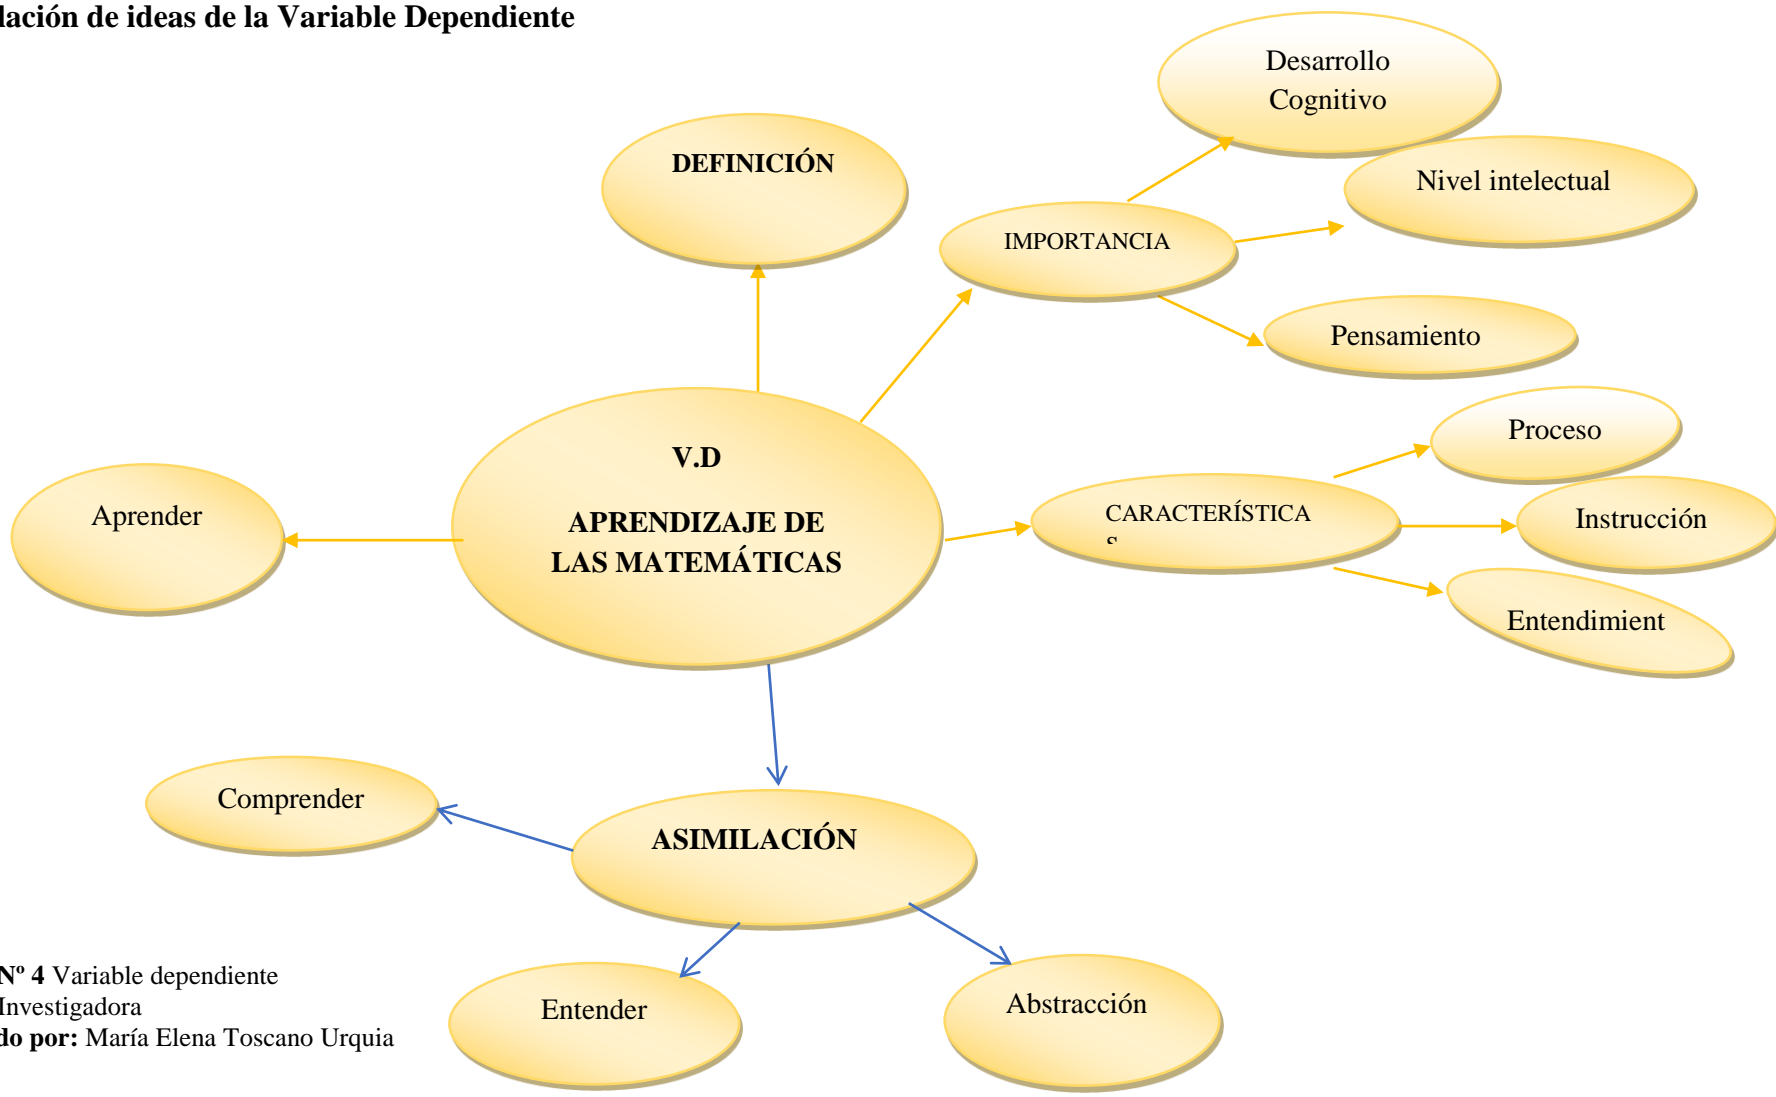 lación de ideas de la Variable Dependiente
Desarrollo
Cognitivo
DEFINICIÓN
Nivel intelectual
IMPORTANCIA
Pensamiento
Proceso
V.D
APRENDIZAJE DE
LAS MATEMÁTICAS
Aprender
CARACTERÍSTICA
S
Instrucción
Entendimient
Comprender
ASIMILACIÓN
Entender
Abstracción
Nº 4 Variable dependiente
Investigadora
do por: María Elena Toscano Urquia